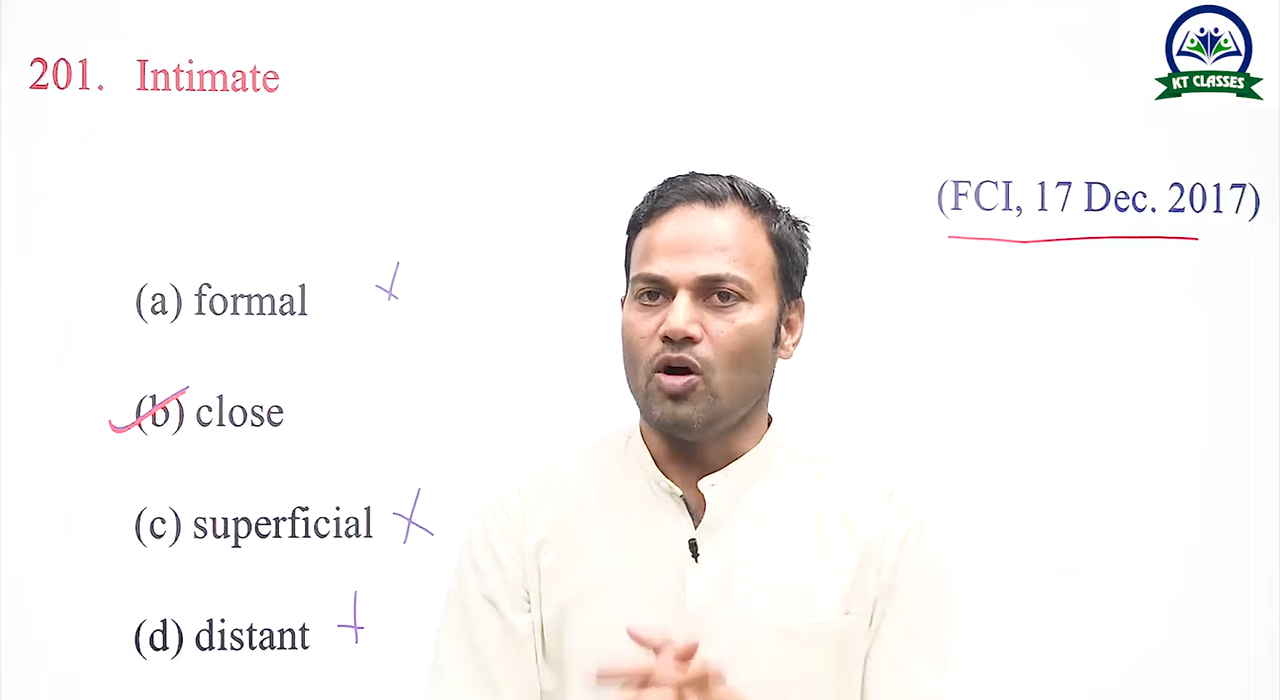 KT CLASSES
201. Intimate
(FCI, 17 Dec. 2017)
(a) formal
(b) close
(c) superficial
(d) distant